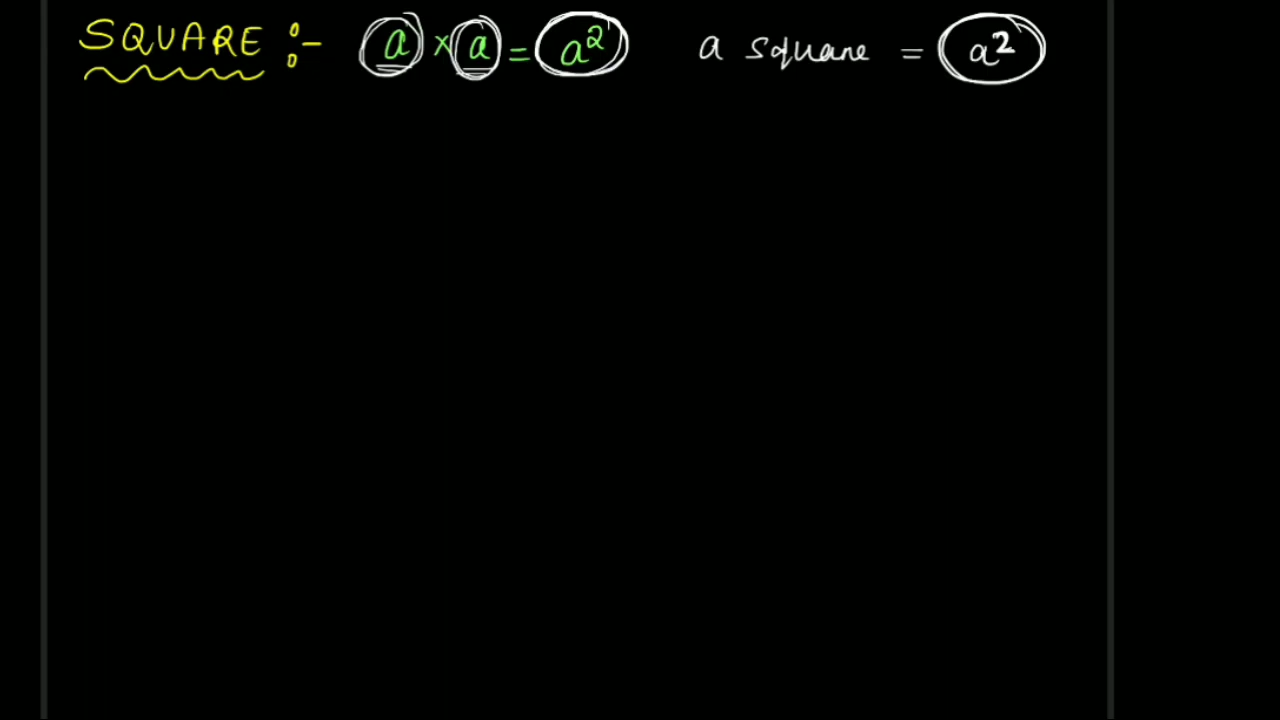 SQUARE :- a × a = a² a square = a²